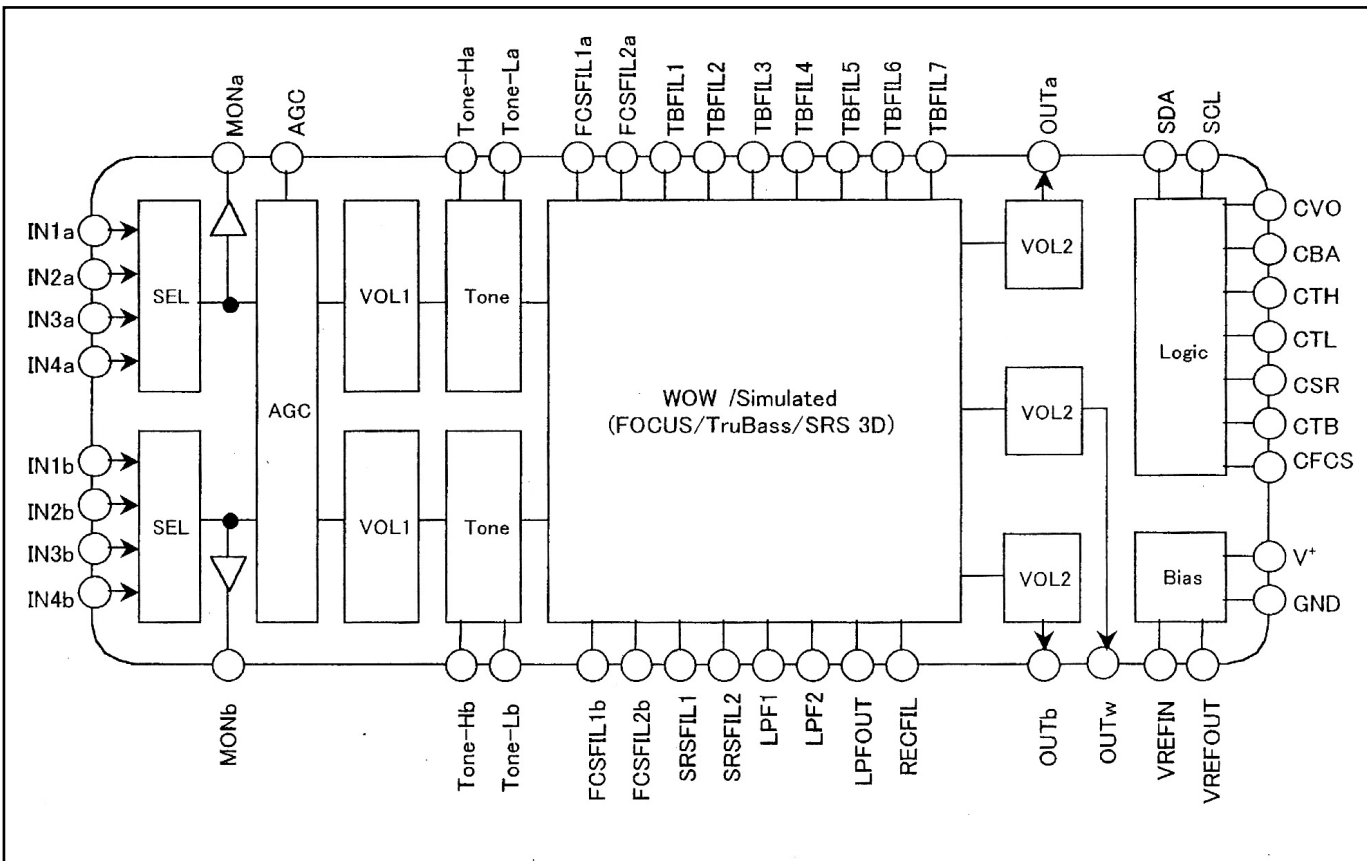 MONa
AGC
Tone-Ha
Tone-La
FCSFIL1a
FCSFIL2a
TBFIL1
TBFIL2
TBFIL3
TBFIL4
TBFIL5
TBFIL6
TBFIL7
OUTa
SDA
SCL
IN1a
IN2a
IN3a
IN4a
SEL
AGC
VOL1
Tone
WOW /Simulated
(FOCUS/TruBass/SRS 3D)
VOL2
VOL2
VOL2
Logic
CVO
CBA
CTH
CTL
CSR
CTB
CFCS
IN1b
IN2b
IN3b
IN4b
SEL
VOL1
Tone
Bias
V+
GND
MONb
Tone-Hb
Tone-Lb
FCSFIL1b
FCSFIL2b
SRSFIL1
SRSFIL2
LPF1
LPF2
LPFOUT
RECFIL
OUTb
OUTw
VREFIN
VREFOUT